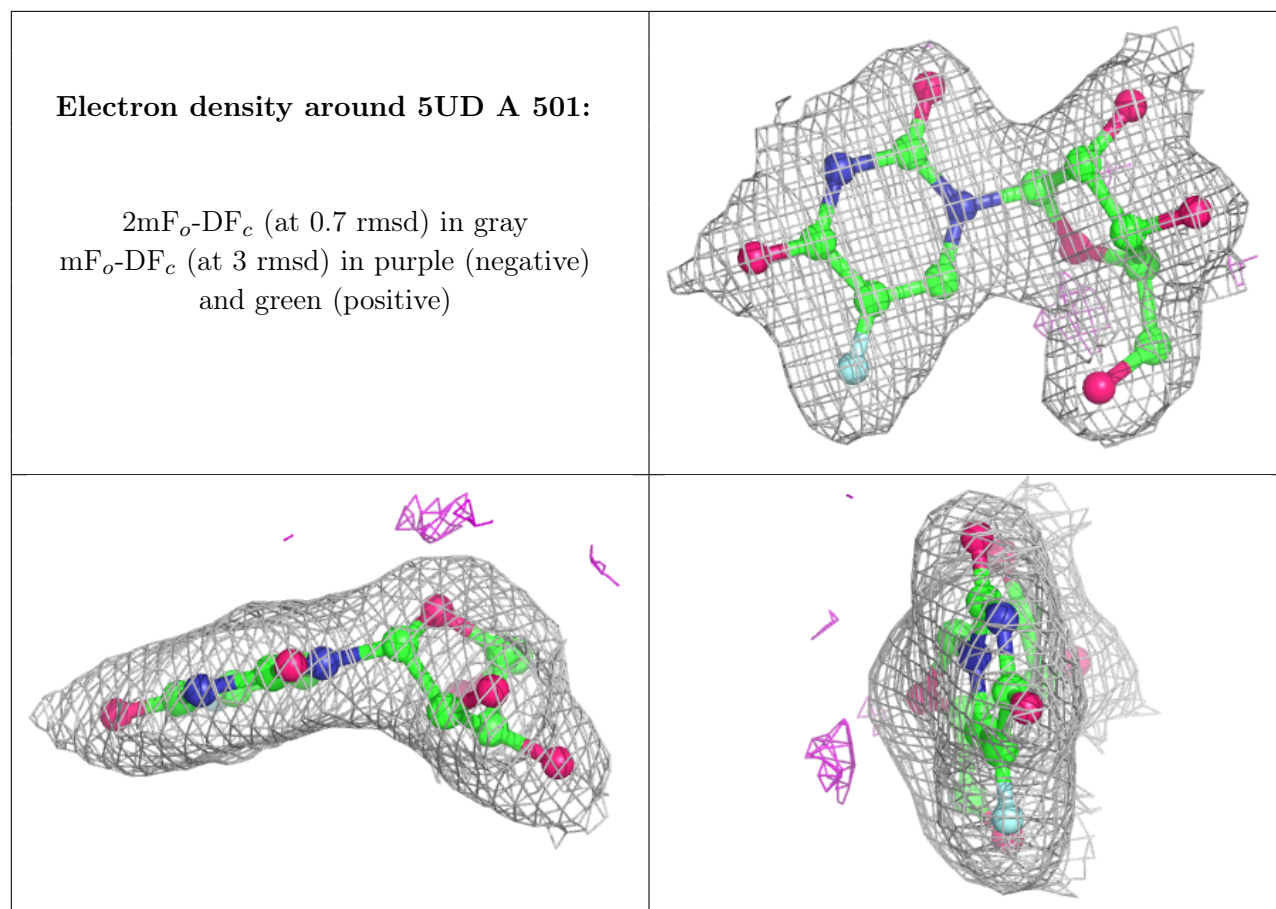 Electron density around 5UD A 501:
2mFₒ-DF𝒸 (at 0.7 rmsd) in gray
mFₒ-DF𝒸 (at 3 rmsd) in purple (negative)
and green (positive)